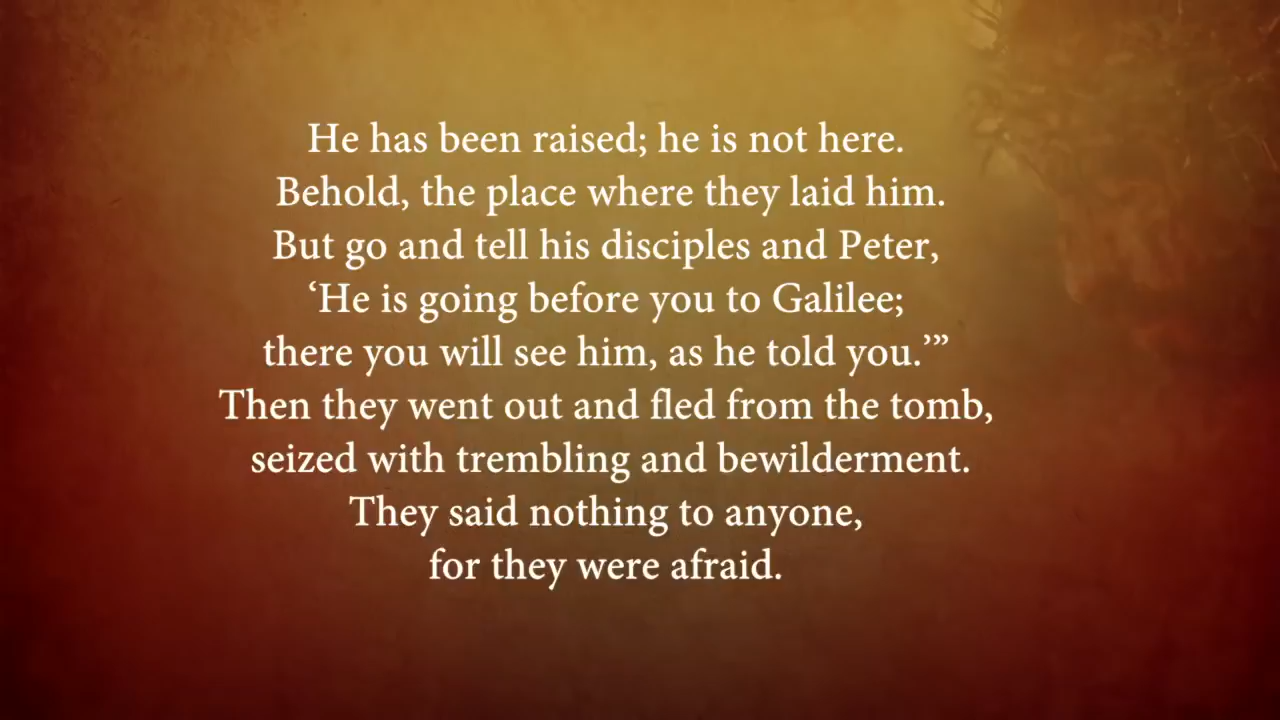 He has been raised; he is not here.
Behold, the place where they laid him.
But go and tell his disciples and Peter,
‘He is going before you to Galilee;
there you will see him, as he told you.’”
Then they went out and fled from the tomb,
seized with trembling and bewilderment.
They said nothing to anyone,
for they were afraid.